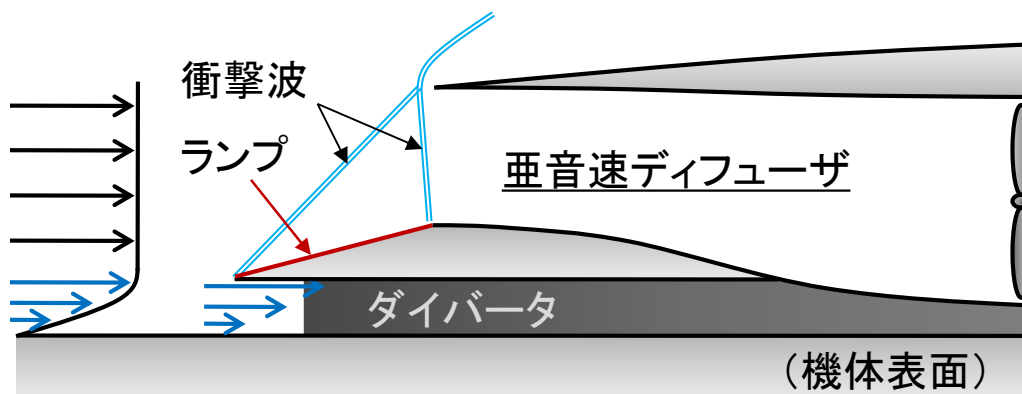 衝撃波
ランプ
亜音速ディフューザ
ダイバータ
（機体表面）